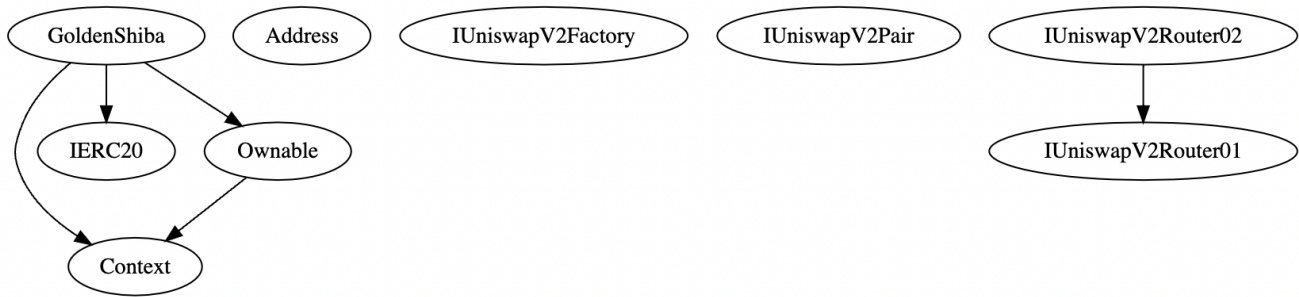 GoldenShiba
Address
IUniswapV2Factory
IUniswapV2Pair
IUniswapV2Router02
IERC20
Ownable
IUniswapV2Router01
Context